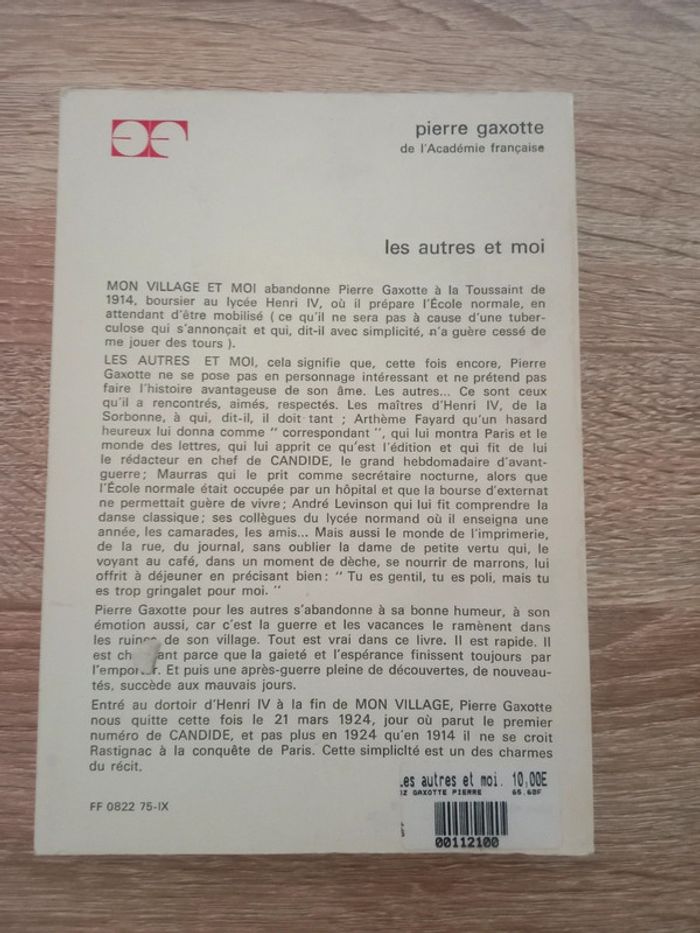 pierre gaxotte
de l'Académie française
les autres et moi
MON VILLAGE ET MOI abandonne Pierre Gaxotte à la Toussaint de
1914, boursier au lycée Henri IV, où il prépare l'École normale, en
attendant d'être mobilisé ( ce qu'il ne sera pas à cause d'une tuber-
culose qui s'annonçait et qui, dit-il avec simplicité, n'a guère cessé de
me jouer des tours ).
LES AUTRES ET MOI, cela signifie que, cette fois encore, Pierre
Gaxotte ne se pose pas en personnage intéressant et ne prétend pas
faire l'histoire avantageuse de son âme. Les autres... Ce sont ceux
qu'il a rencontrés, aimés, respectés. Les maîtres d'Henri IV, de la
Sorbonne, à qui, dit-il, il doit tant ; Arthème Fayard qu'un hasard
heureux lui donna comme " correspondant ", qui lui montra Paris et le
monde des lettres, qui lui apprit ce qu'est l'édition et qui fit de lui
le rédacteur en chef de CANDIDE, le grand hebdomadaire d'avant-
guerre ; Maurras qui le prit comme secrétaire nocturne, alors que
l'École normale était occupée par un hôpital et que la bourse d'externat
ne permettait guère de vivre ; André Levinson qui lui fit comprendre la
danse classique ; ses collègues du lycée normand où il enseigna une
année, les camarades, les amis... Mais aussi le monde de l'imprimerie,
de la rue, du journal, sans oublier la dame de petite vertu qui, le
voyant au café, dans un moment de dèche, se nourrir de marrons, lui
offrit à déjeuner en précisant bien : " Tu es gentil, tu es poli, mais tu
es trop gringalet pour moi. "
Pierre Gaxotte pour les autres s'abandonne à sa bonne humeur, à son
émotion aussi, car c'est la guerre et les vacances le ramènent dans
les ruines de son village. Tout est vrai dans ce livre. Il est rapide. Il
est ch ant parce que la gaieté et l'espérance finissent toujours par
l'emporter. Et puis une après-guerre pleine de découvertes, de nouveau-
tés, succède aux mauvais jours.
Entré au dortoir d'Henri IV à la fin de MON VILLAGE, Pierre Gaxotte
nous quitte cette fois le 21 mars 1924, jour où parut le premier
numéro de CANDIDE, et pas plus en 1924 qu'en 1914 il ne se croit
Rastignac à la conquête de Paris. Cette simplicité est un des charmes
du récit.
Les autres et moi. 10,00E
GAXOTTE PIERRE 65.60F
FF 0822 75-IX
00112100